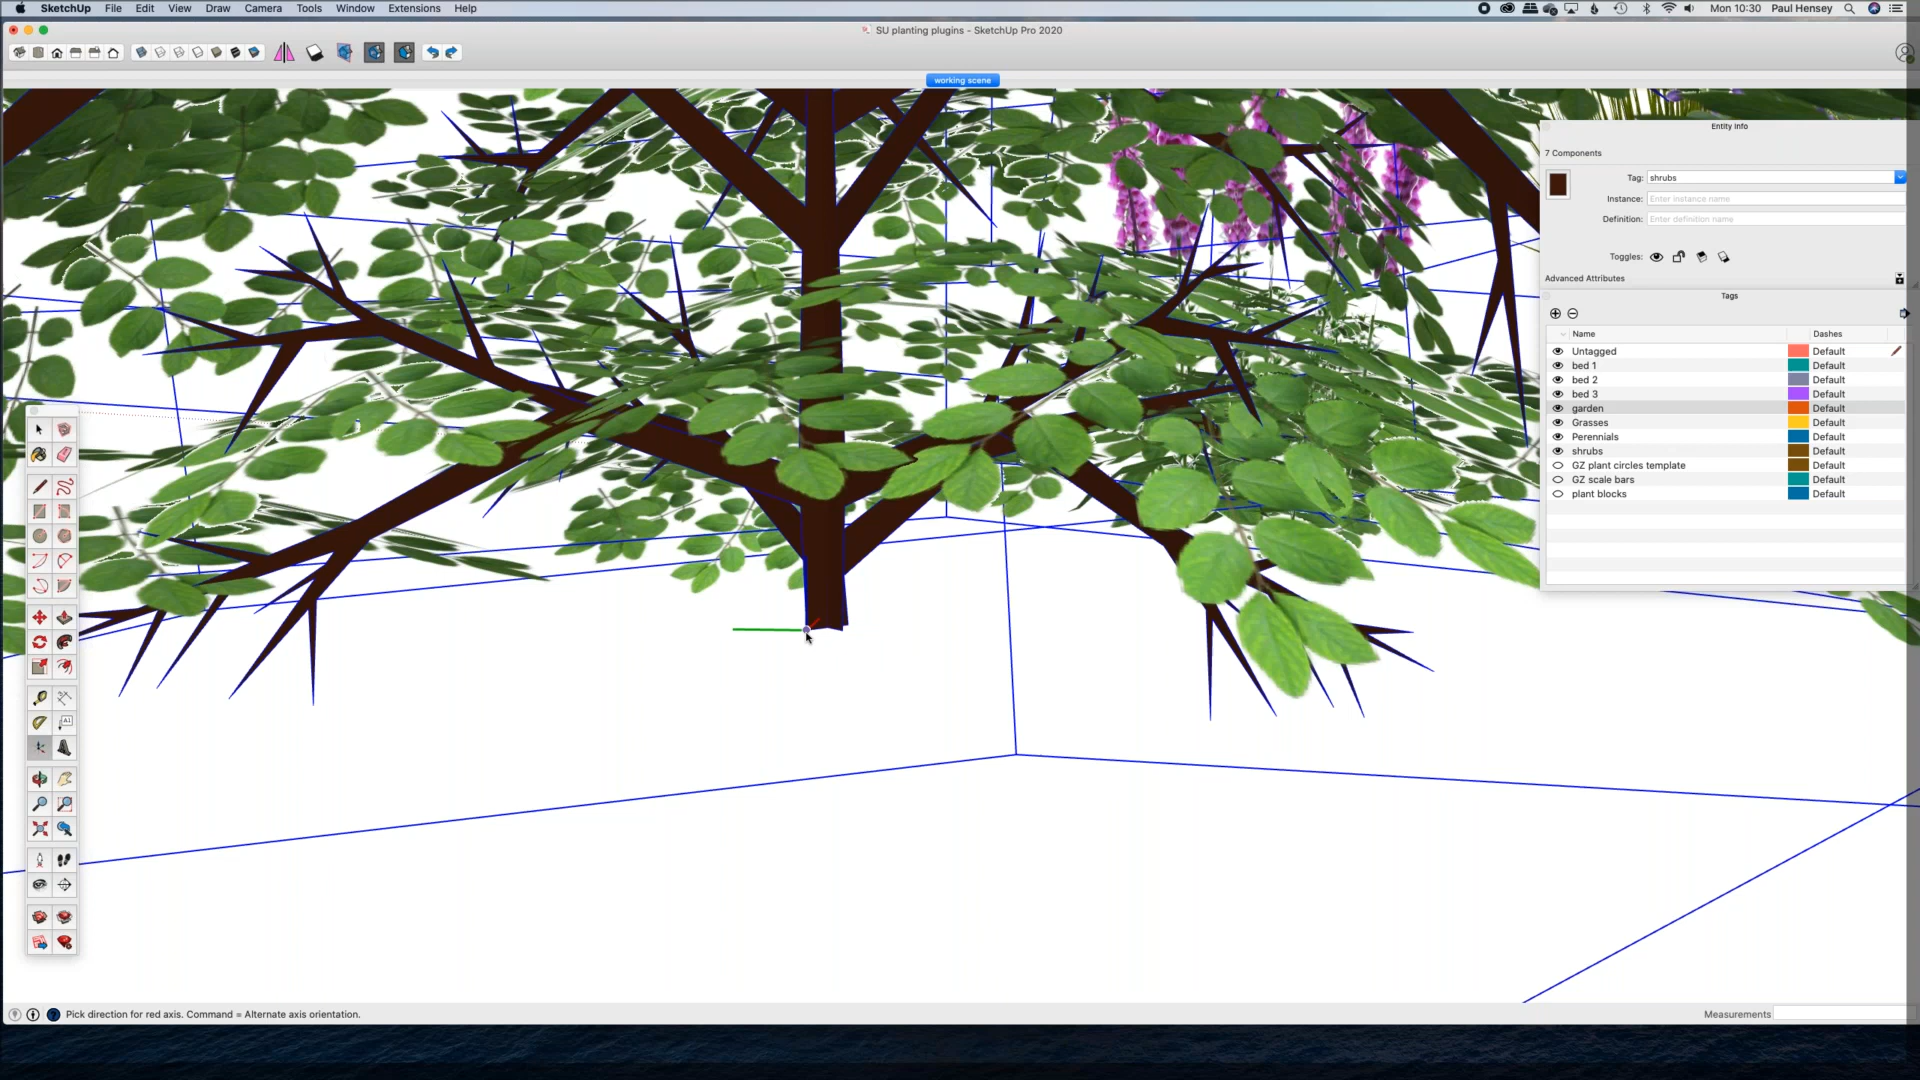 SketchUp File Edit View Draw Camera Tools Window Extensions Help Mon 10:30 Paul Hensey
SU planting plugins - SketchUp Pro 2020
working scene
Entity Info
7 Components
Tag: shrubs
Instance: Enter instance name
Definition: Enter definition name
Toggles:
Advanced Attributes
Tags
Name Dashes
Untagged Default
bed 1 Default
bed 2 Default
bed 3 Default
garden Default
Grasses Default
Perennials Default
shrubs Default
GZ plant circles template Default
GZ scale bars Default
plant blocks Default
A1
Pick direction for red axis. Command = Alternate axis orientation. Measurements